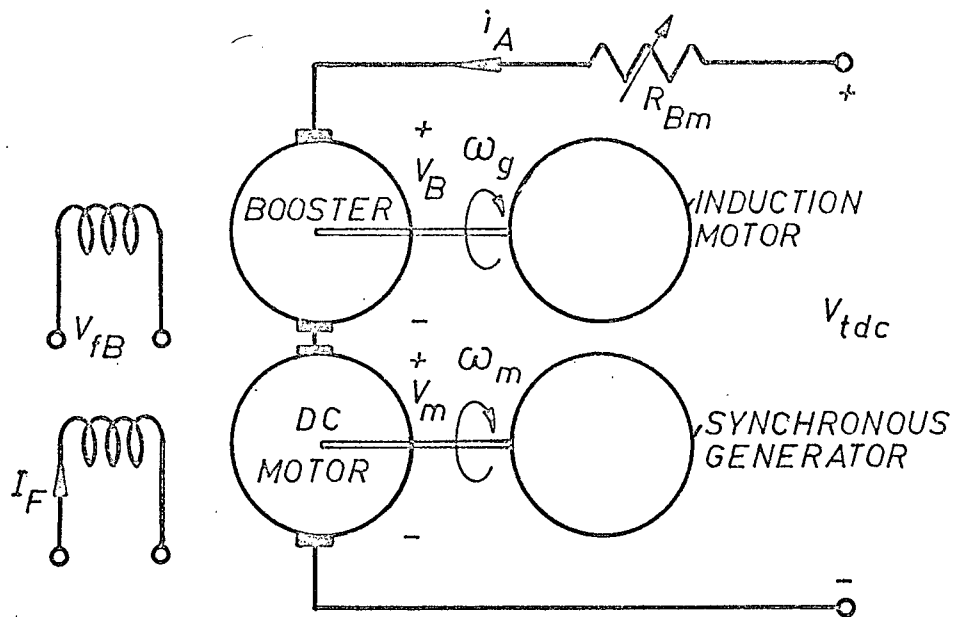 i_A
R_Bm
+
+
V_B
ω_g
BOOSTER
INDUCTION
MOTOR
V_fB
-
V_tdc
+
V_m
ω_m
DC
MOTOR
SYNCHRONOUS
GENERATOR
I_F
-
-